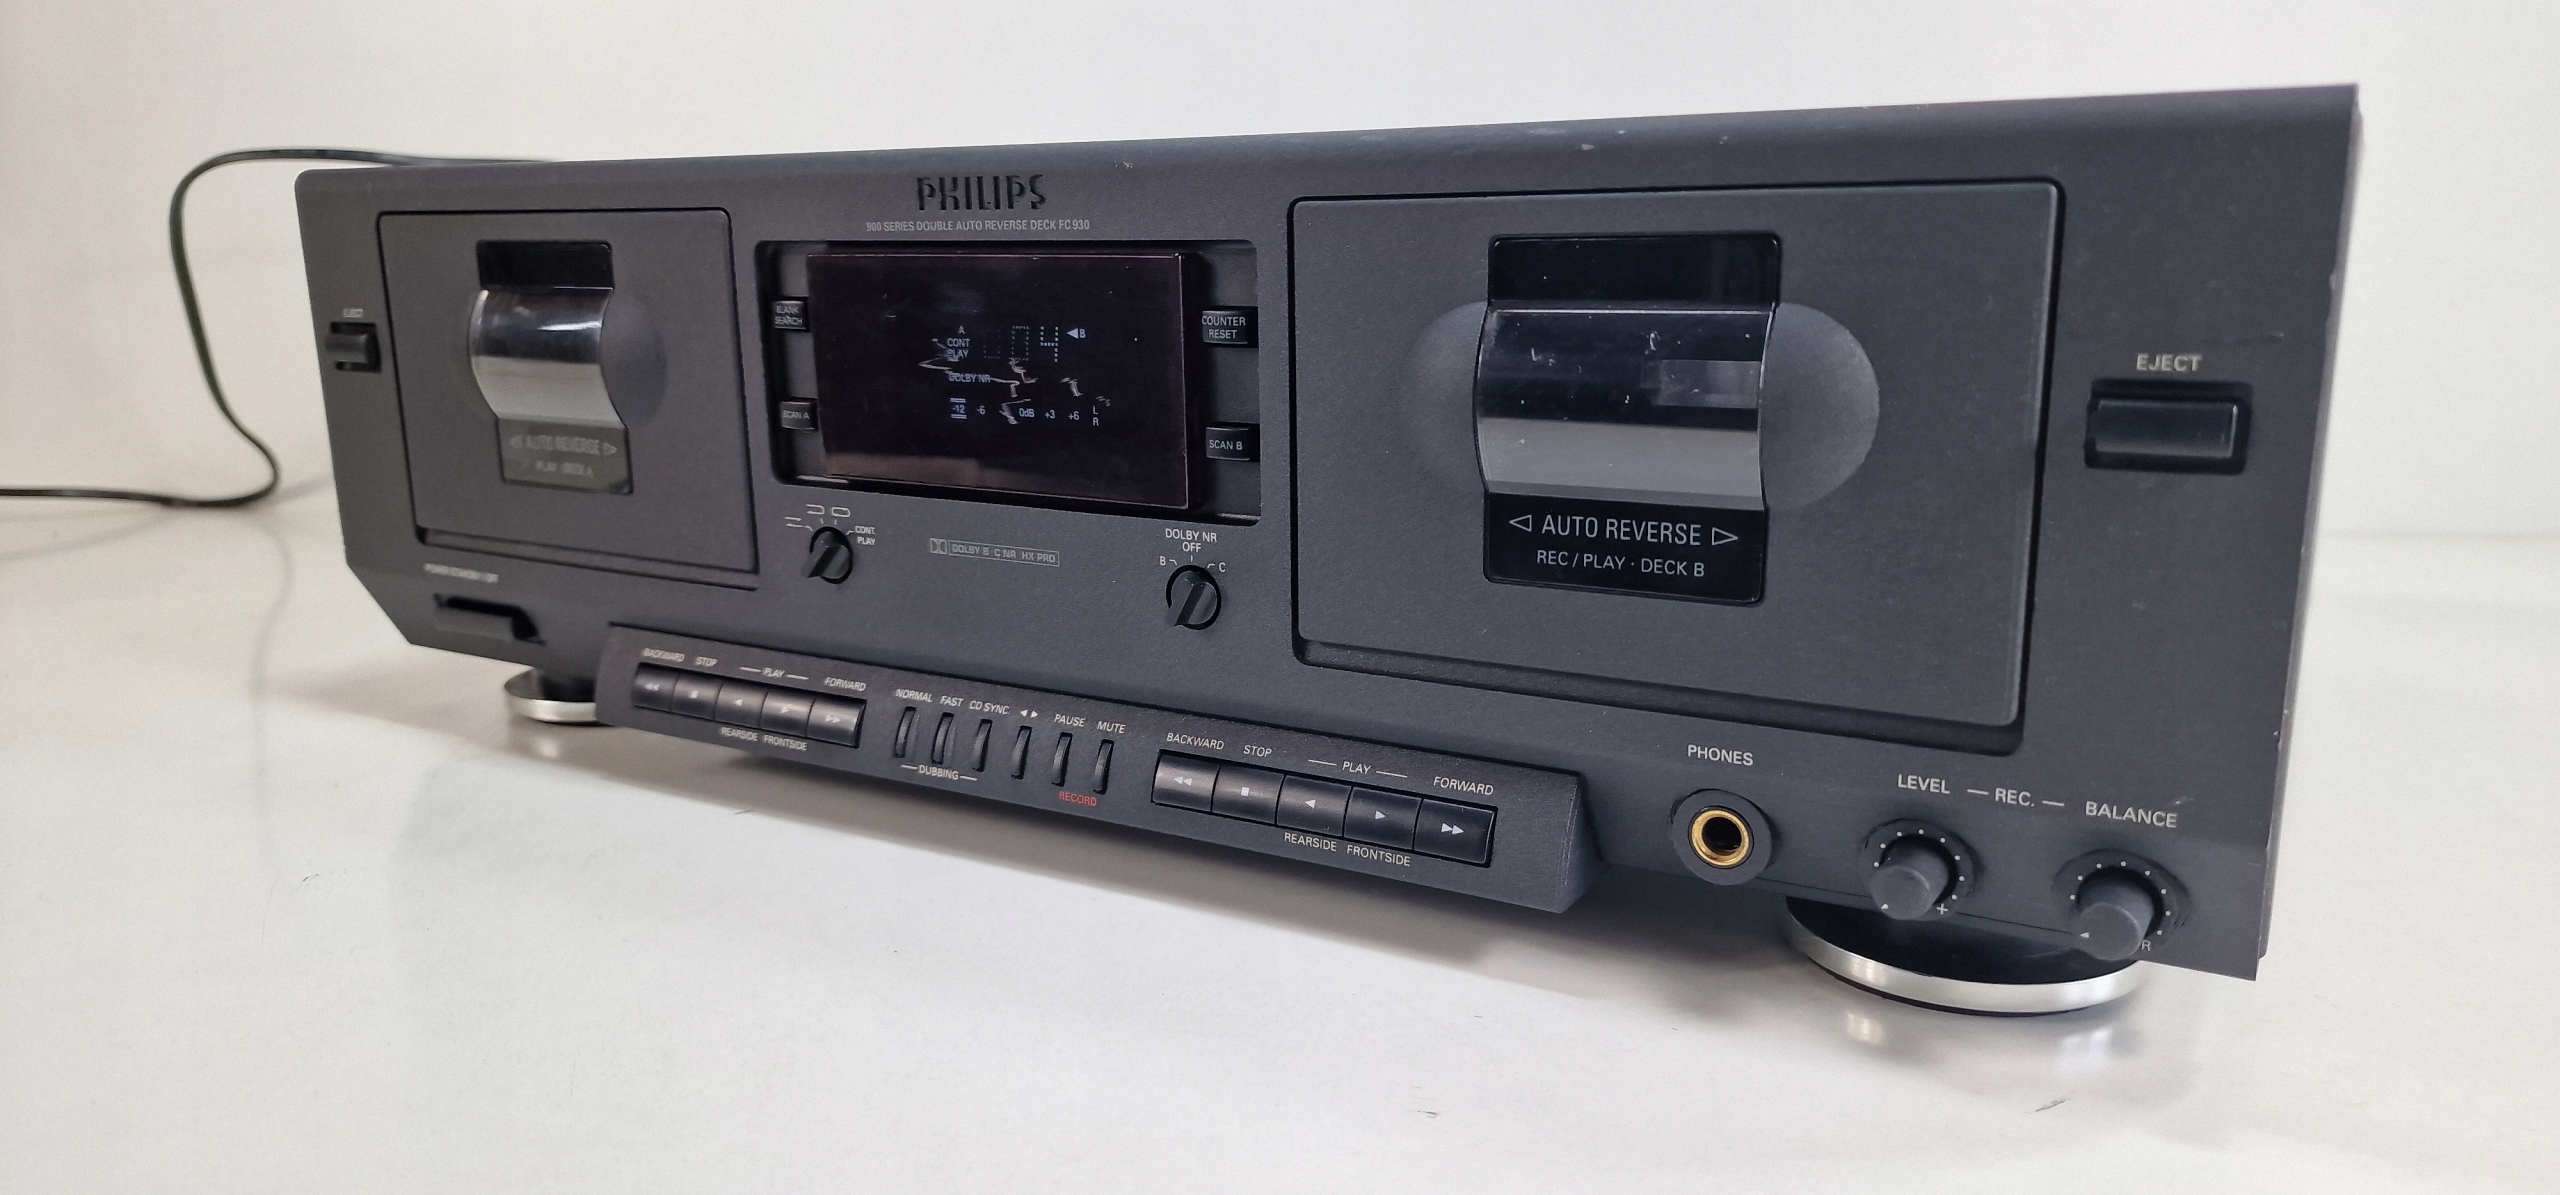 PHILIPS
900 SERIES DOUBLE AUTO REVERSE DECK FC930
EJECT
AUTO REVERSE
PLAY · DECK A
BLANK
SEARCH
SCAN A
A
CONT
PLAY
B
DOLBY NR
-12 -6 0dB +3 +6 L
R
COUNTER
RESET
SCAN B
CONT.
PLAY
DOLBY B·C NR HX PRO
DOLBY NR
OFF
B C
AUTO REVERSE
REC / PLAY · DECK B
EJECT
BACKWARD STOP PLAY FORWARD
REARSIDE FRONTSIDE
NORMAL FAST CD SYNC PAUSE MUTE
DUBBING
RECORD
BACKWARD STOP PLAY FORWARD
REARSIDE FRONTSIDE
PHONES
LEVEL — REC. — BALANCE
+
R